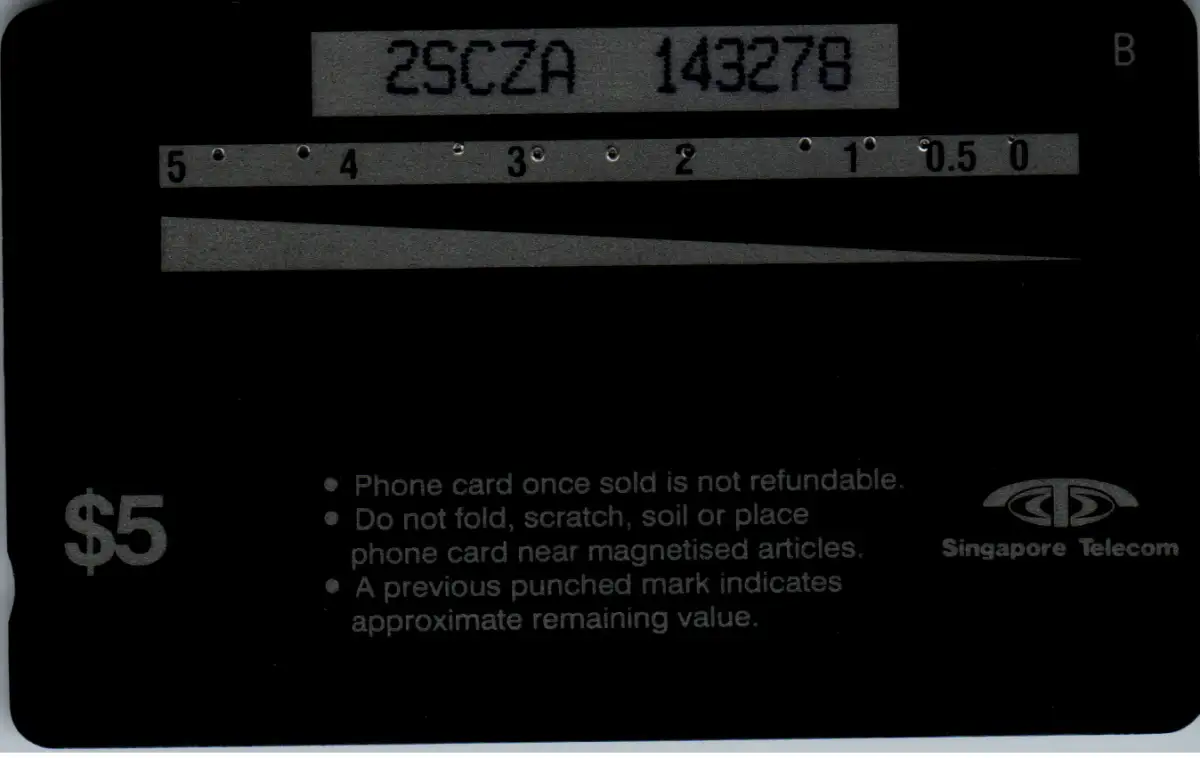 2SCZA 143278
B
5 4 3 2 1 0.5 0
$5
• Phone card once sold is not refundable.
• Do not fold, scratch, soil or place
phone card near magnetised articles.
• A previous punched mark indicates
approximate remaining value.
Singapore Telecom